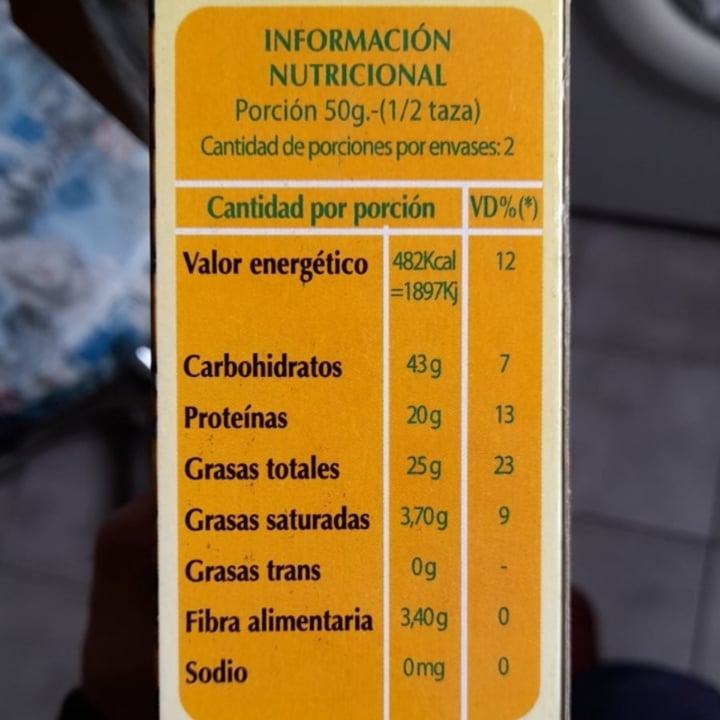 INFORMACIÓN
NUTRICIONAL
Porción 50g.-(1/2 taza)
Cantidad de porciones por envases: 2
Cantidad por porción VD%(*)
Valor energético 482Kcal 12
=1897Kj
Carbohidratos 43g 7
Proteínas 20g 13
Grasas totales 25g 23
Grasas saturadas 3,70g 9
Grasas trans 0g -
Fibra alimentaria 3,40g 0
Sodio 0mg 0